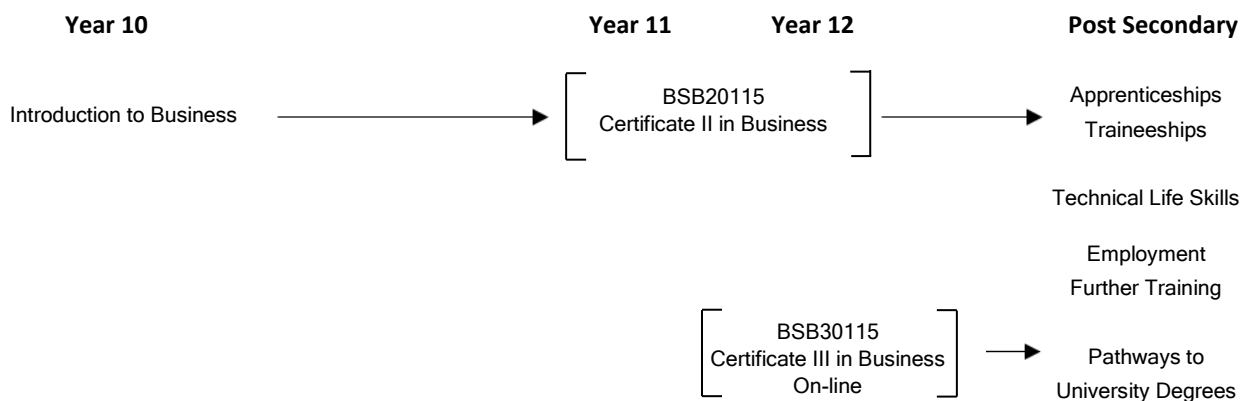 Year 10 Year 11 Year 12 Post Secondary
Introduction to Business
BSB20115
Certificate II in Business
Apprenticeships
Traineeships
Technical Life Skills
Employment
Further Training
BSB30115
Certificate III in Business
On-line
Pathways to
University Degrees